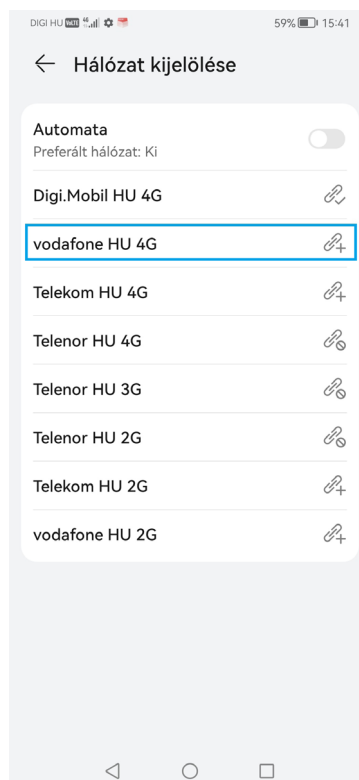 DIGI HU VoLTE 59% 15:41
Hálózat kijelölése
Automata
Preferált hálózat: Ki
Digi.Mobil HU 4G
vodafone HU 4G
Telekom HU 4G
Telenor HU 4G
Telenor HU 3G
Telenor HU 2G
Telekom HU 2G
vodafone HU 2G